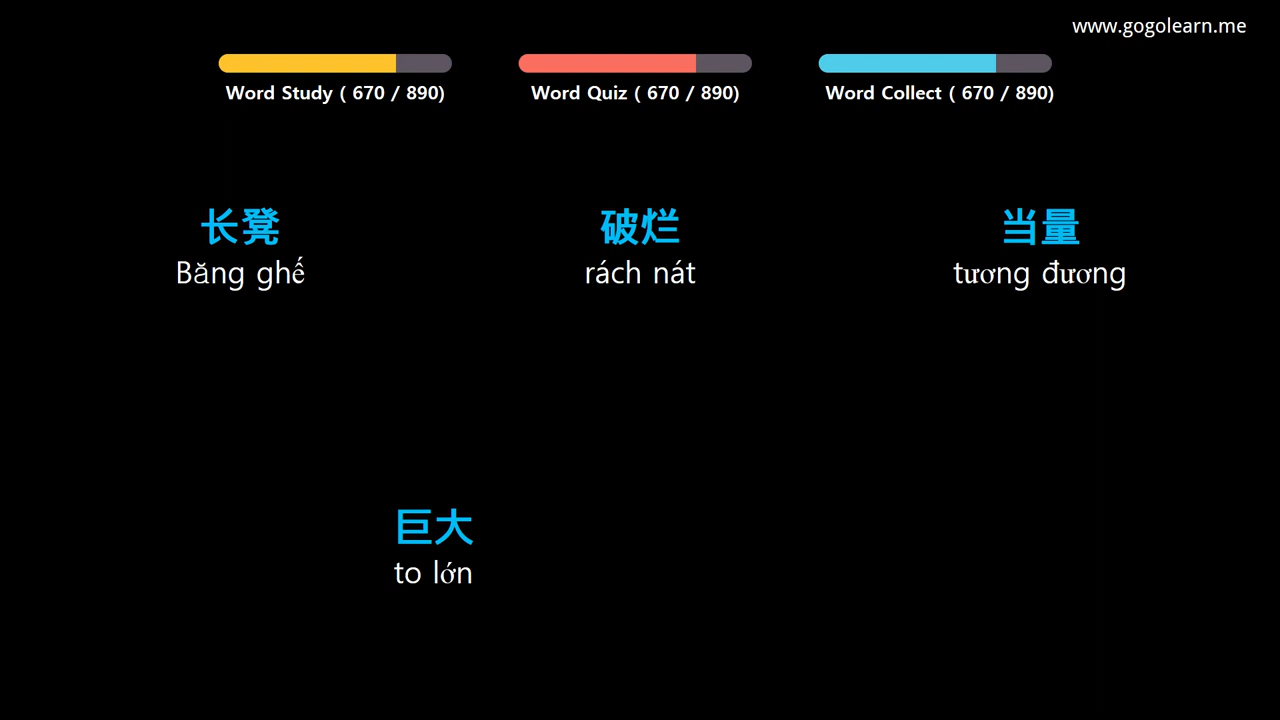 www.gogolearn.me
Word Study ( 670 / 890)
Word Quiz ( 670 / 890)
Word Collect ( 670 / 890)
长凳
Băng ghế
破烂
rách nát
当量
tương đương
巨大
to lớn